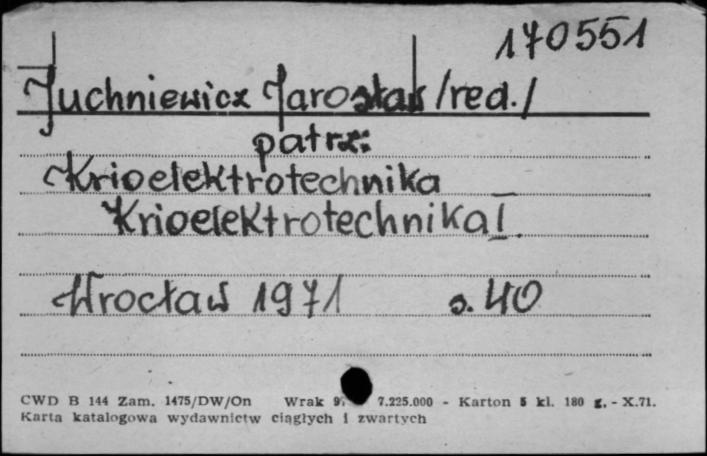 170551
Juchniewicz Jarosław /red./
patrz:
Krioelektrotechnika
Krioelektrotechnika I.
Wrocław 1971 s. 40
CWD B 144 Zam. 1475/DW/On Wrak 7.225.000 - Karton 5 kl. 180 g. - X.71.
Karta katalogowa wydawnictw ciągłych i zwartych